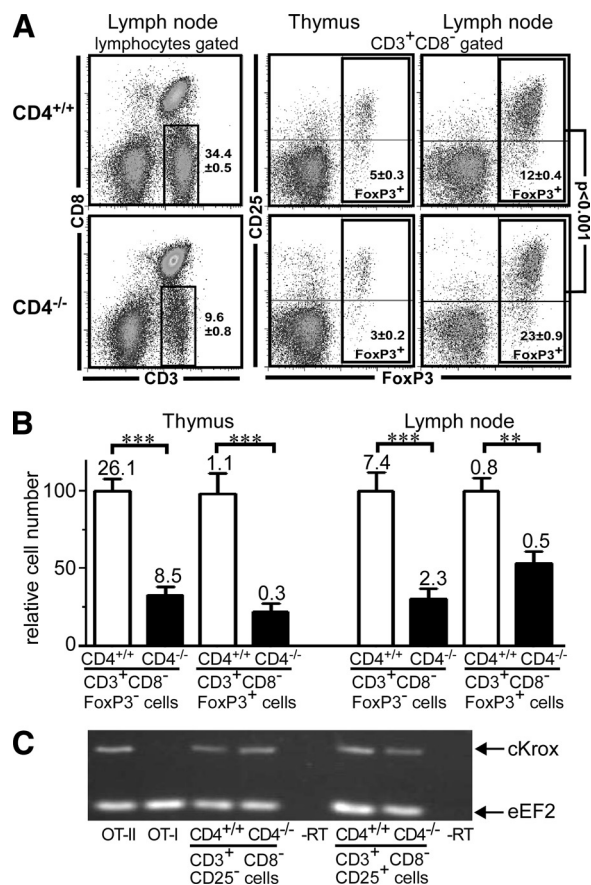 A
Lymph node
lymphocytes gated
Thymus
Lymph node
CD3+CD8- gated
CD4+/+
CD8
34.4
±0.5
CD25
5±0.3
FoxP3+
12±0.4
FoxP3+
p<0.001
CD4-/-
9.6
±0.8
3±0.2
FoxP3+
23±0.9
FoxP3+
CD3
FoxP3
B
Thymus
Lymph node
*** *** *** **
26.1 8.5 1.1 0.3 7.4 2.3 0.8 0.5
relative cell number
100
50
0
CD4+/+ CD4-/- CD4+/+ CD4-/- CD4+/+ CD4-/- CD4+/+ CD4-/-
CD3+CD8- CD3+CD8- CD3+CD8- CD3+CD8-
FoxP3- cells FoxP3+ cells FoxP3- cells FoxP3+ cells
C
cKrox
eEF2
OT-II OT-I CD4+/+ CD4-/- -RT CD4+/+ CD4-/- -RT
CD3+ CD8- CD3+ CD8-
CD25- cells CD25+ cells